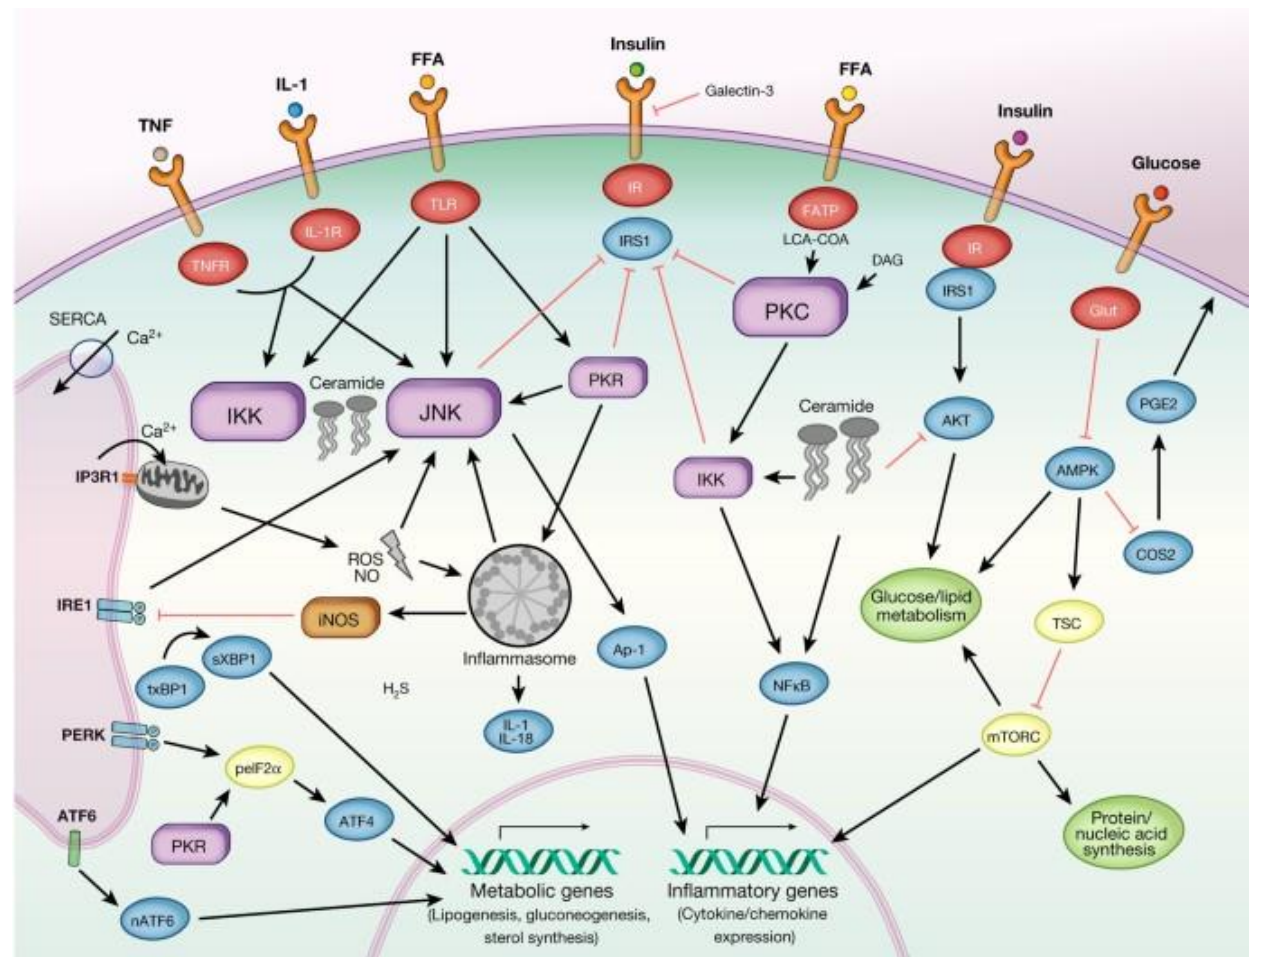 FFA
Insulin
FFA
IL-1
Galectin-3
TNF
Insulin
Glucose
IR
TLR
FATP
IL-1R
IRS1
LCA-COA
IR
TNFR
DAG
IRS1
PKC
Glut
SERCA
Ca2+
PKR
Ceramide
IKK
JNK
Ceramide
PGE2
AKT
Ca2+
IP3R1
IKK
AMPK
ROS
NO
COS2
IRE1
iNOS
Glucose/lipid
metabolism
TSC
Ap-1
sXBP1
Inflammasome
txBP1
H2S
NFκB
IL-1
IL-18
PERK
mTORC
peIF2α
ATF6
ATF4
PKR
Protein/
nucleic acid
synthesis
Metabolic genes
(Lipogenesis, gluconeogenesis,
sterol synthesis)
Inflammatory genes
(Cytokine/chemokine
expression)
nATF6